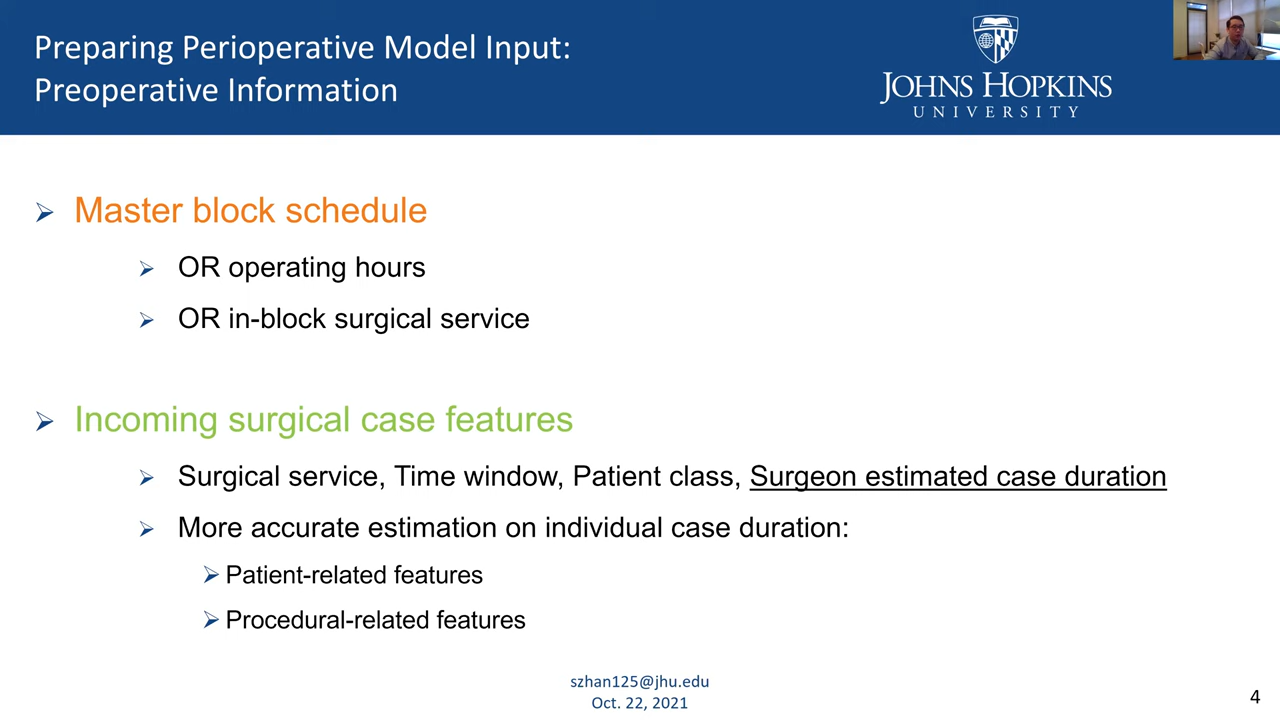 Preparing Perioperative Model Input:
Preoperative Information
JOHNS HOPKINS
UNIVERSITY
Master block schedule
OR operating hours
OR in-block surgical service
Incoming surgical case features
Surgical service, Time window, Patient class, Surgeon estimated case duration
More accurate estimation on individual case duration:
Patient-related features
Procedural-related features
szhan125@jhu.edu
Oct. 22, 2021
4